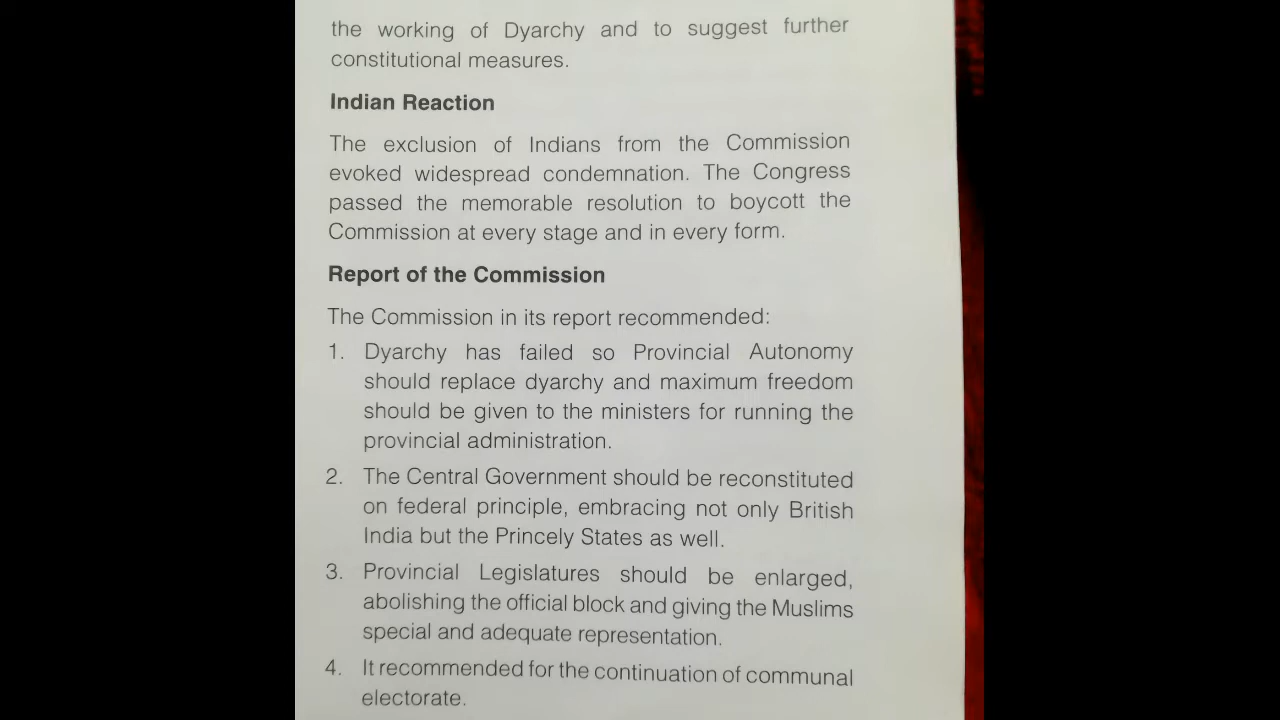 the working of Dyarchy and to suggest further
constitutional measures.
Indian Reaction
The exclusion of Indians from the Commission
evoked widespread condemnation. The Congress
passed the memorable resolution to boycott the
Commission at every stage and in every form.
Report of the Commission
The Commission in its report recommended:
1. Dyarchy has failed so Provincial Autonomy
should replace dyarchy and maximum freedom
should be given to the ministers for running the
provincial administration.
2. The Central Government should be reconstituted
on federal principle, embracing not only British
India but the Princely States as well.
3. Provincial Legislatures should be enlarged,
abolishing the official block and giving the Muslims
special and adequate representation.
4. It recommended for the continuation of communal
electorate.